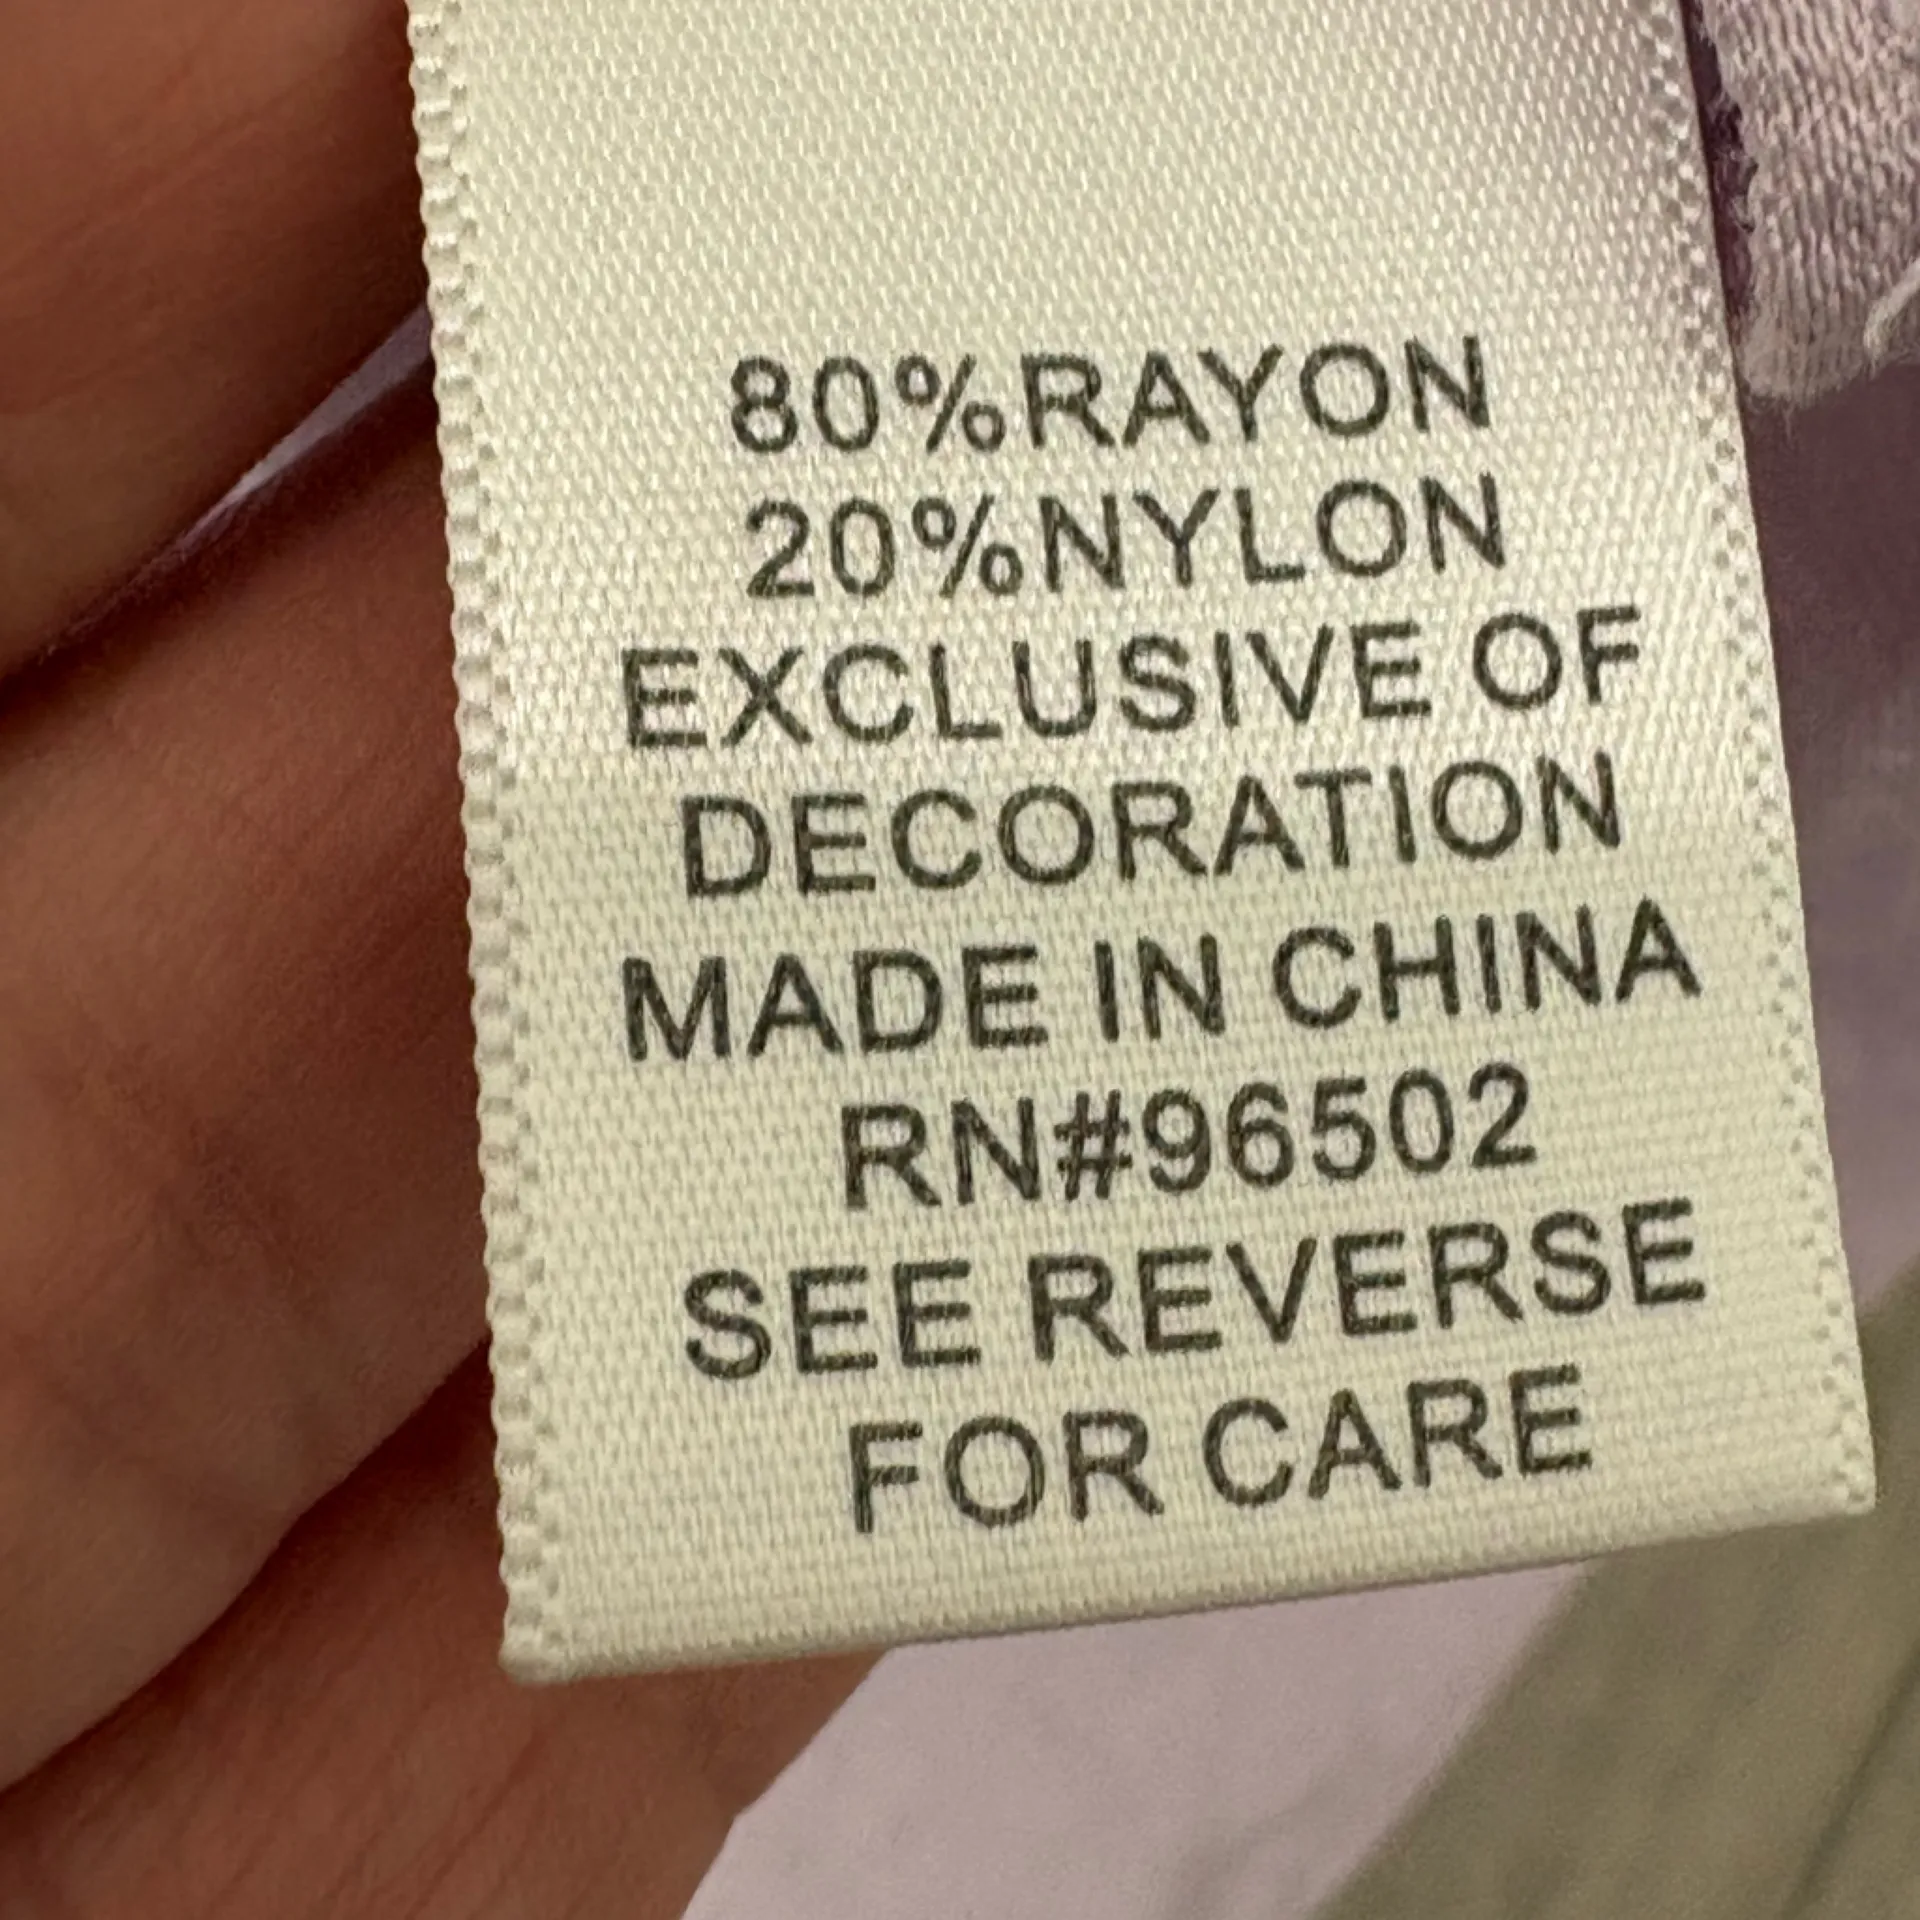 80%RAYON
20%NYLON
EXCLUSIVE OF
DECORATION
MADE IN CHINA
RN#96502
SEE REVERSE
FOR CARE